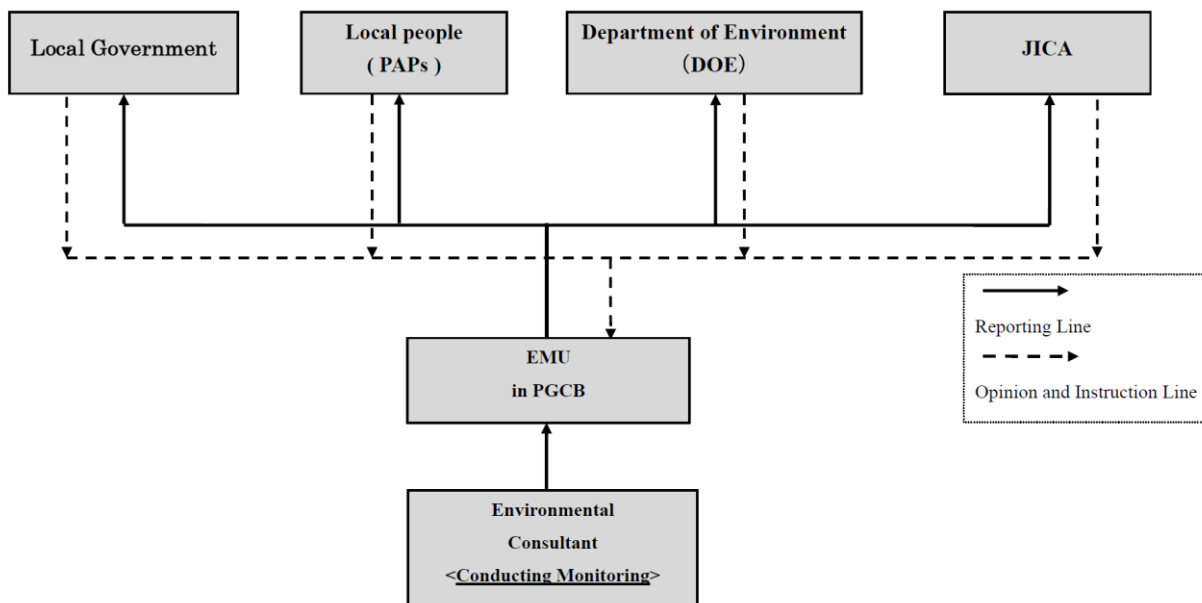 Local Government
Local people
( PAPs )
Department of Environment
（DOE）
JICA
Reporting Line
Opinion and Instruction Line
EMU
in PGCB
Environmental
Consultant
<Conducting Monitoring>